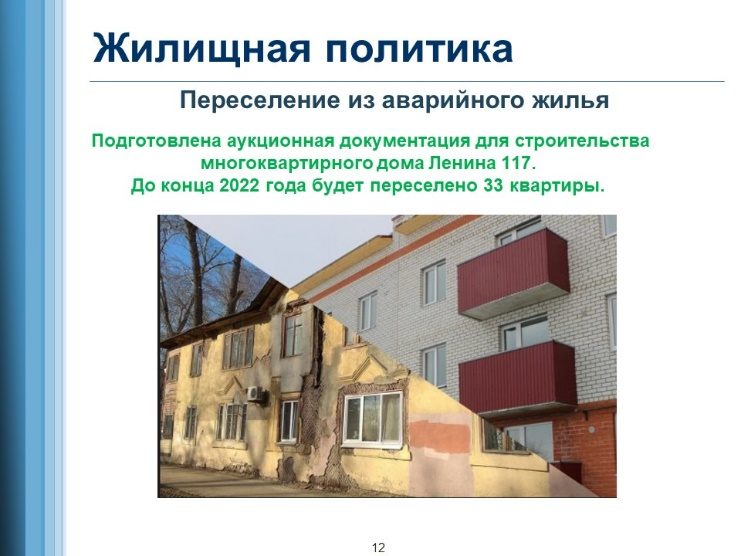 Жилищная политика
Переселение из аварийного жилья
Подготовлена аукционная документация для строительства
многоквартирного дома Ленина 117.
До конца 2022 года будет переселено 33 квартиры.
12